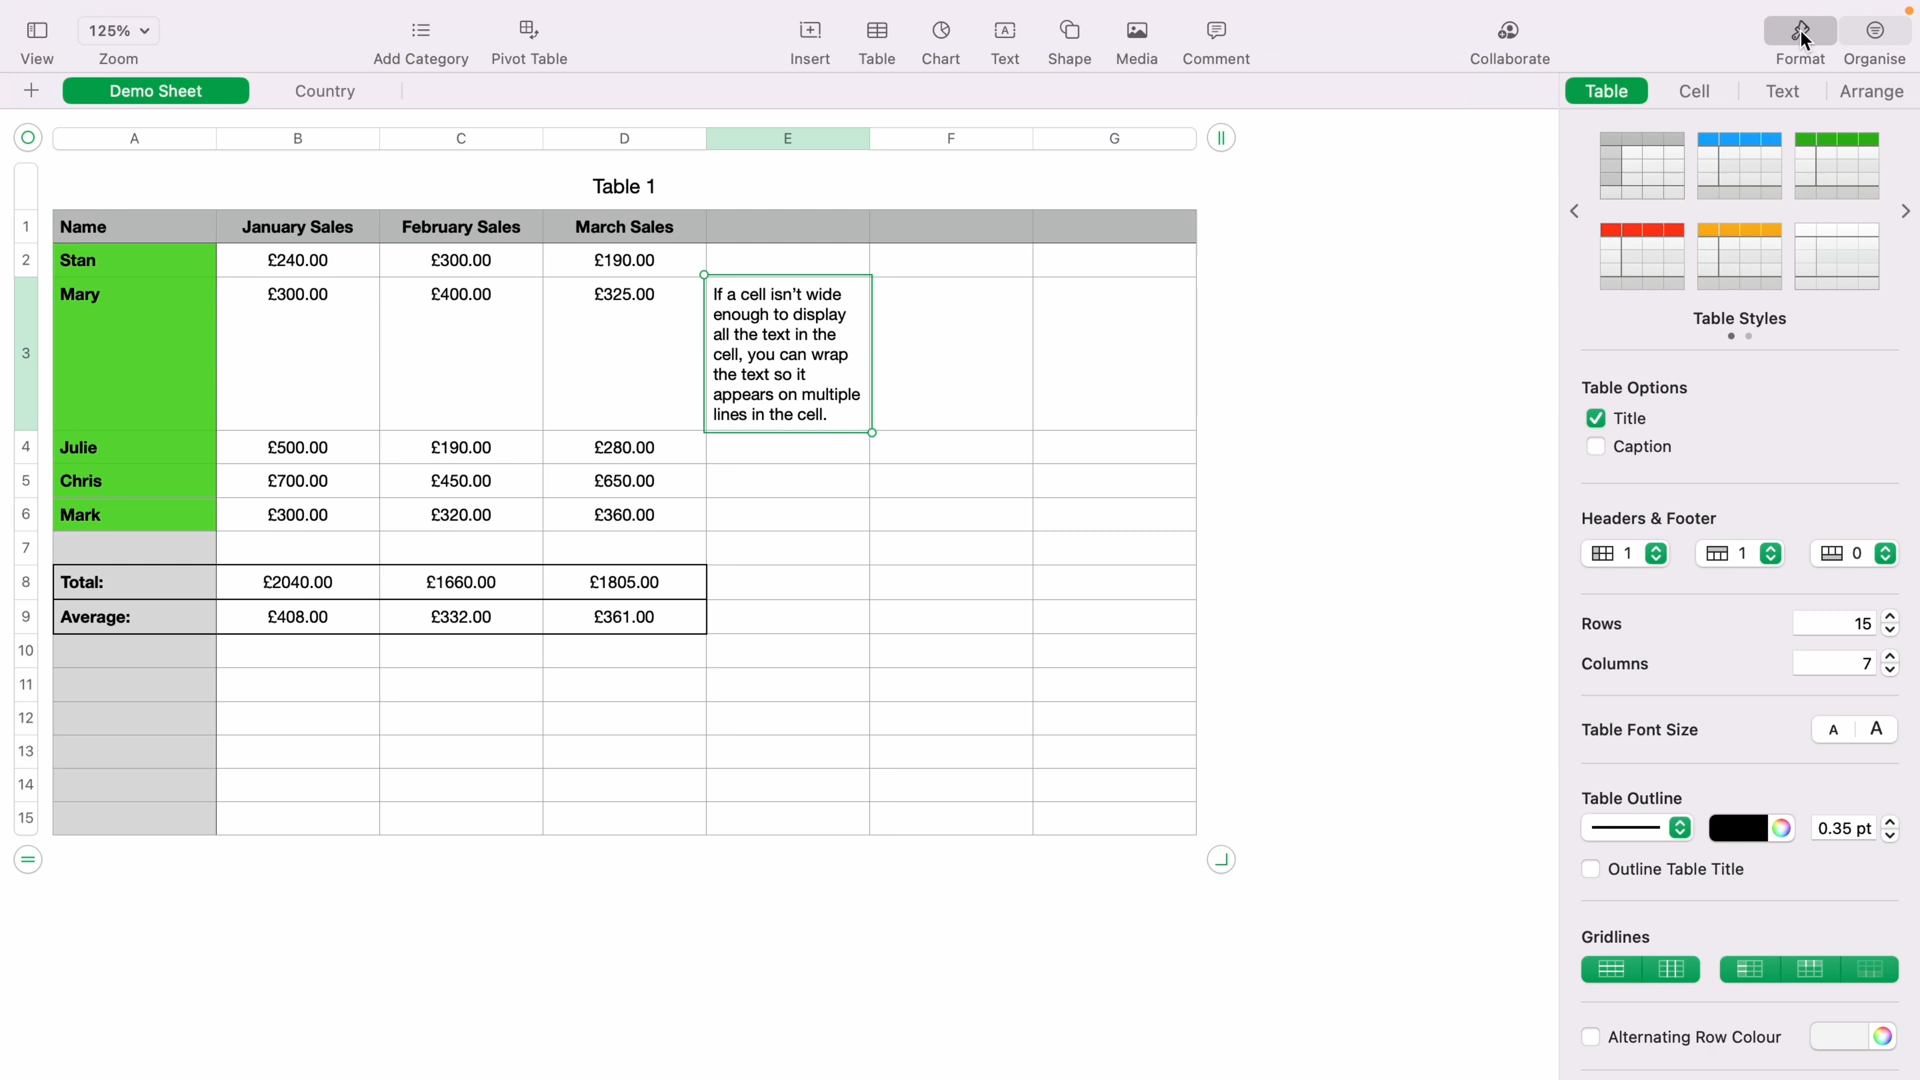 125%
View Zoom Add Category Pivot Table Insert Table Chart Text Shape Media Comment Collaborate Format Organise
Demo Sheet Country Table Cell Text Arrange
A B C D E F G
Table 1
1 Name January Sales February Sales March Sales
2 Stan £240.00 £300.00 £190.00
3 Mary £300.00 £400.00 £325.00
If a cell isn't wide
enough to display
all the text in the
cell, you can wrap
the text so it
appears on multiple
lines in the cell.
4 Julie £500.00 £190.00 £280.00
5 Chris £700.00 £450.00 £650.00
6 Mark £300.00 £320.00 £360.00
7
8 Total: £2040.00 £1660.00 £1805.00
9 Average: £408.00 £332.00 £361.00
10
11
12
13
14
15
Table Styles
Table Options
Title
Caption
Headers & Footer
1 1 0
Rows 15
Columns 7
Table Font Size A A
Table Outline
0.35 pt
Outline Table Title
Gridlines
Alternating Row Colour